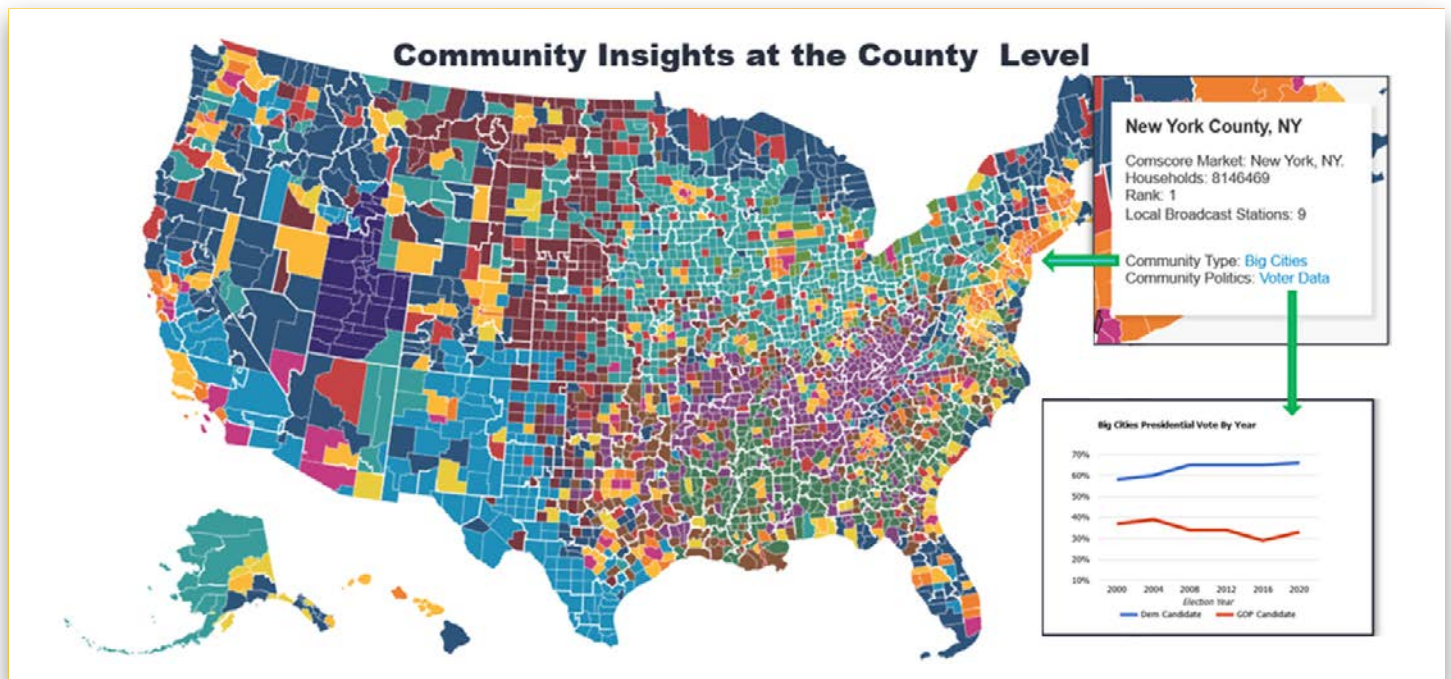 Community Insights at the County Level
New York County, NY
Comscore Market: New York, NY.
Households: 8146469
Rank: 1
Local Broadcast Stations: 9
Community Type: Big Cities
Community Politics: Voter Data
Big Cities Presidential Vote By Year
70%
60%
50%
40%
30%
20%
10%
2000 2004 2008 2012 2016 2020
Election Year
Dem Candidate GOP Candidate